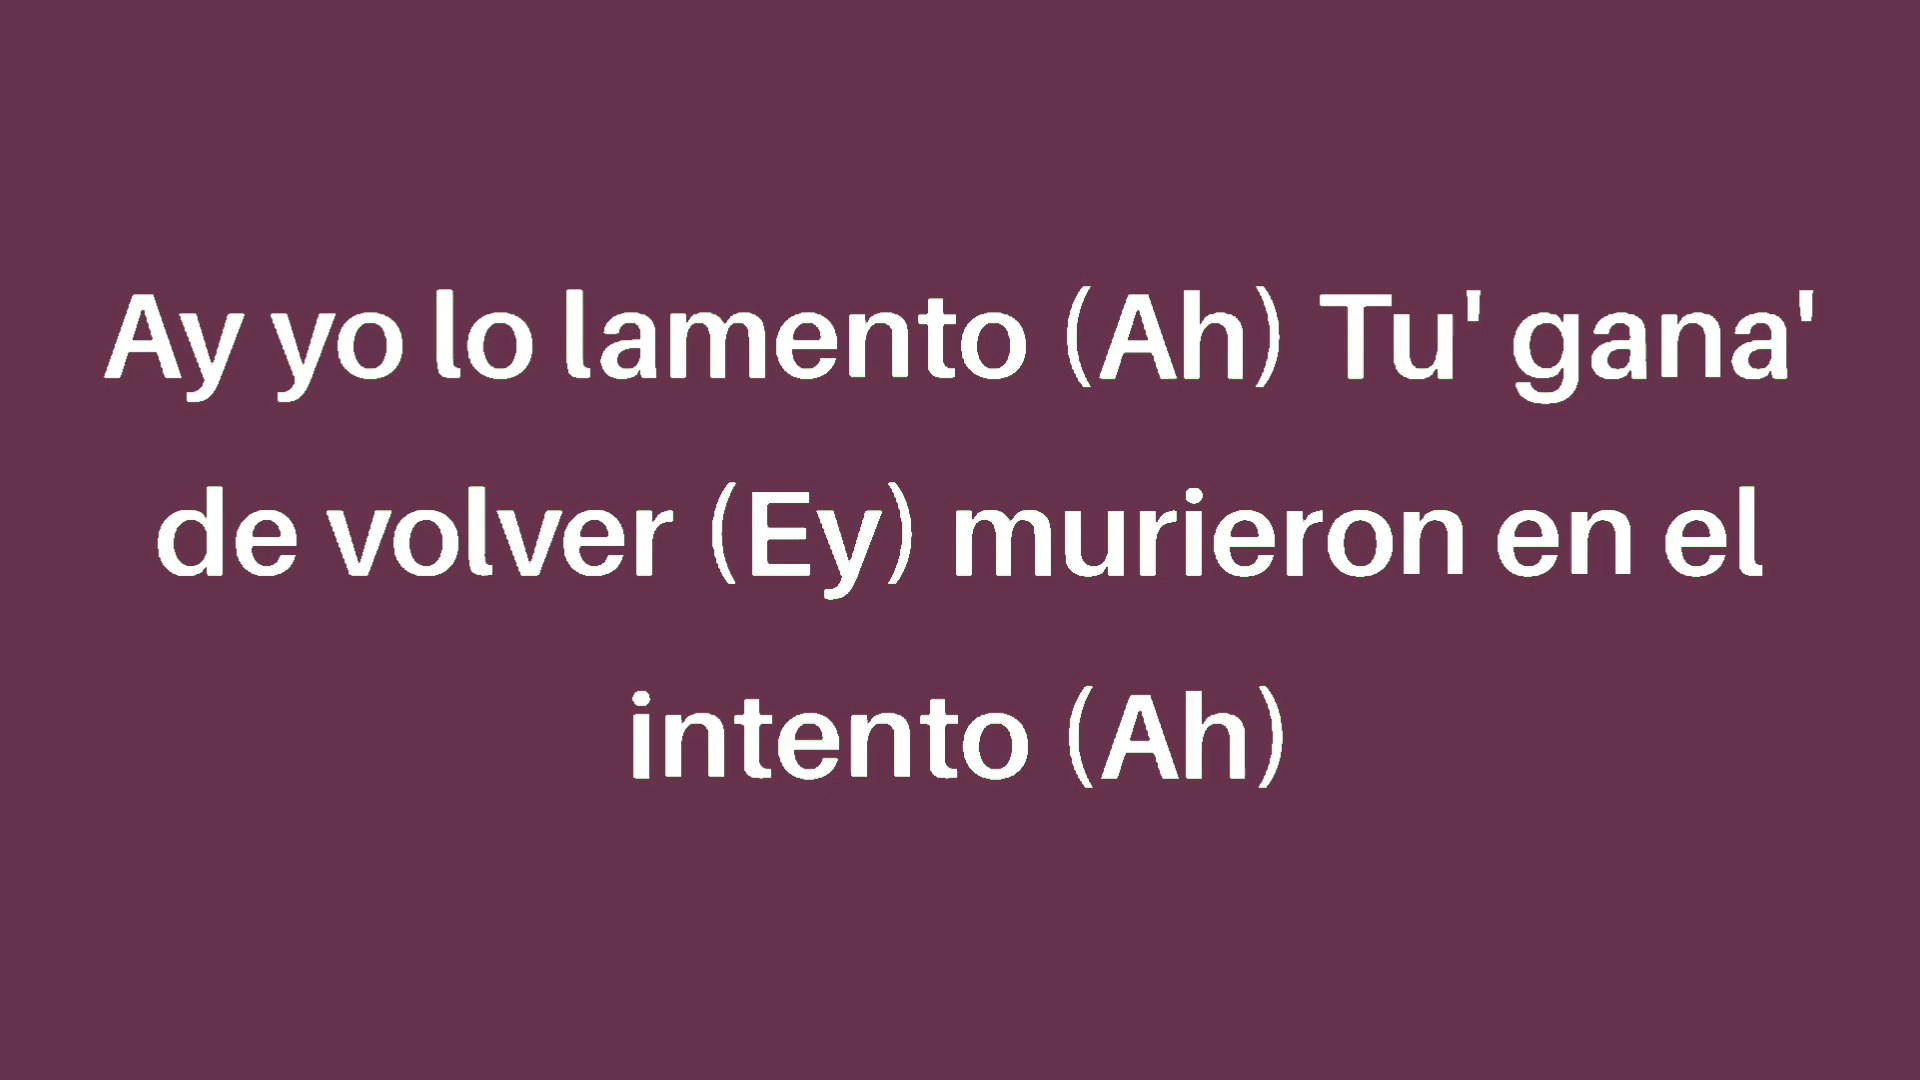 Ay yo lo lamento (Ah) Tu' gana'
de volver (Ey) murieron en el
intento (Ah)